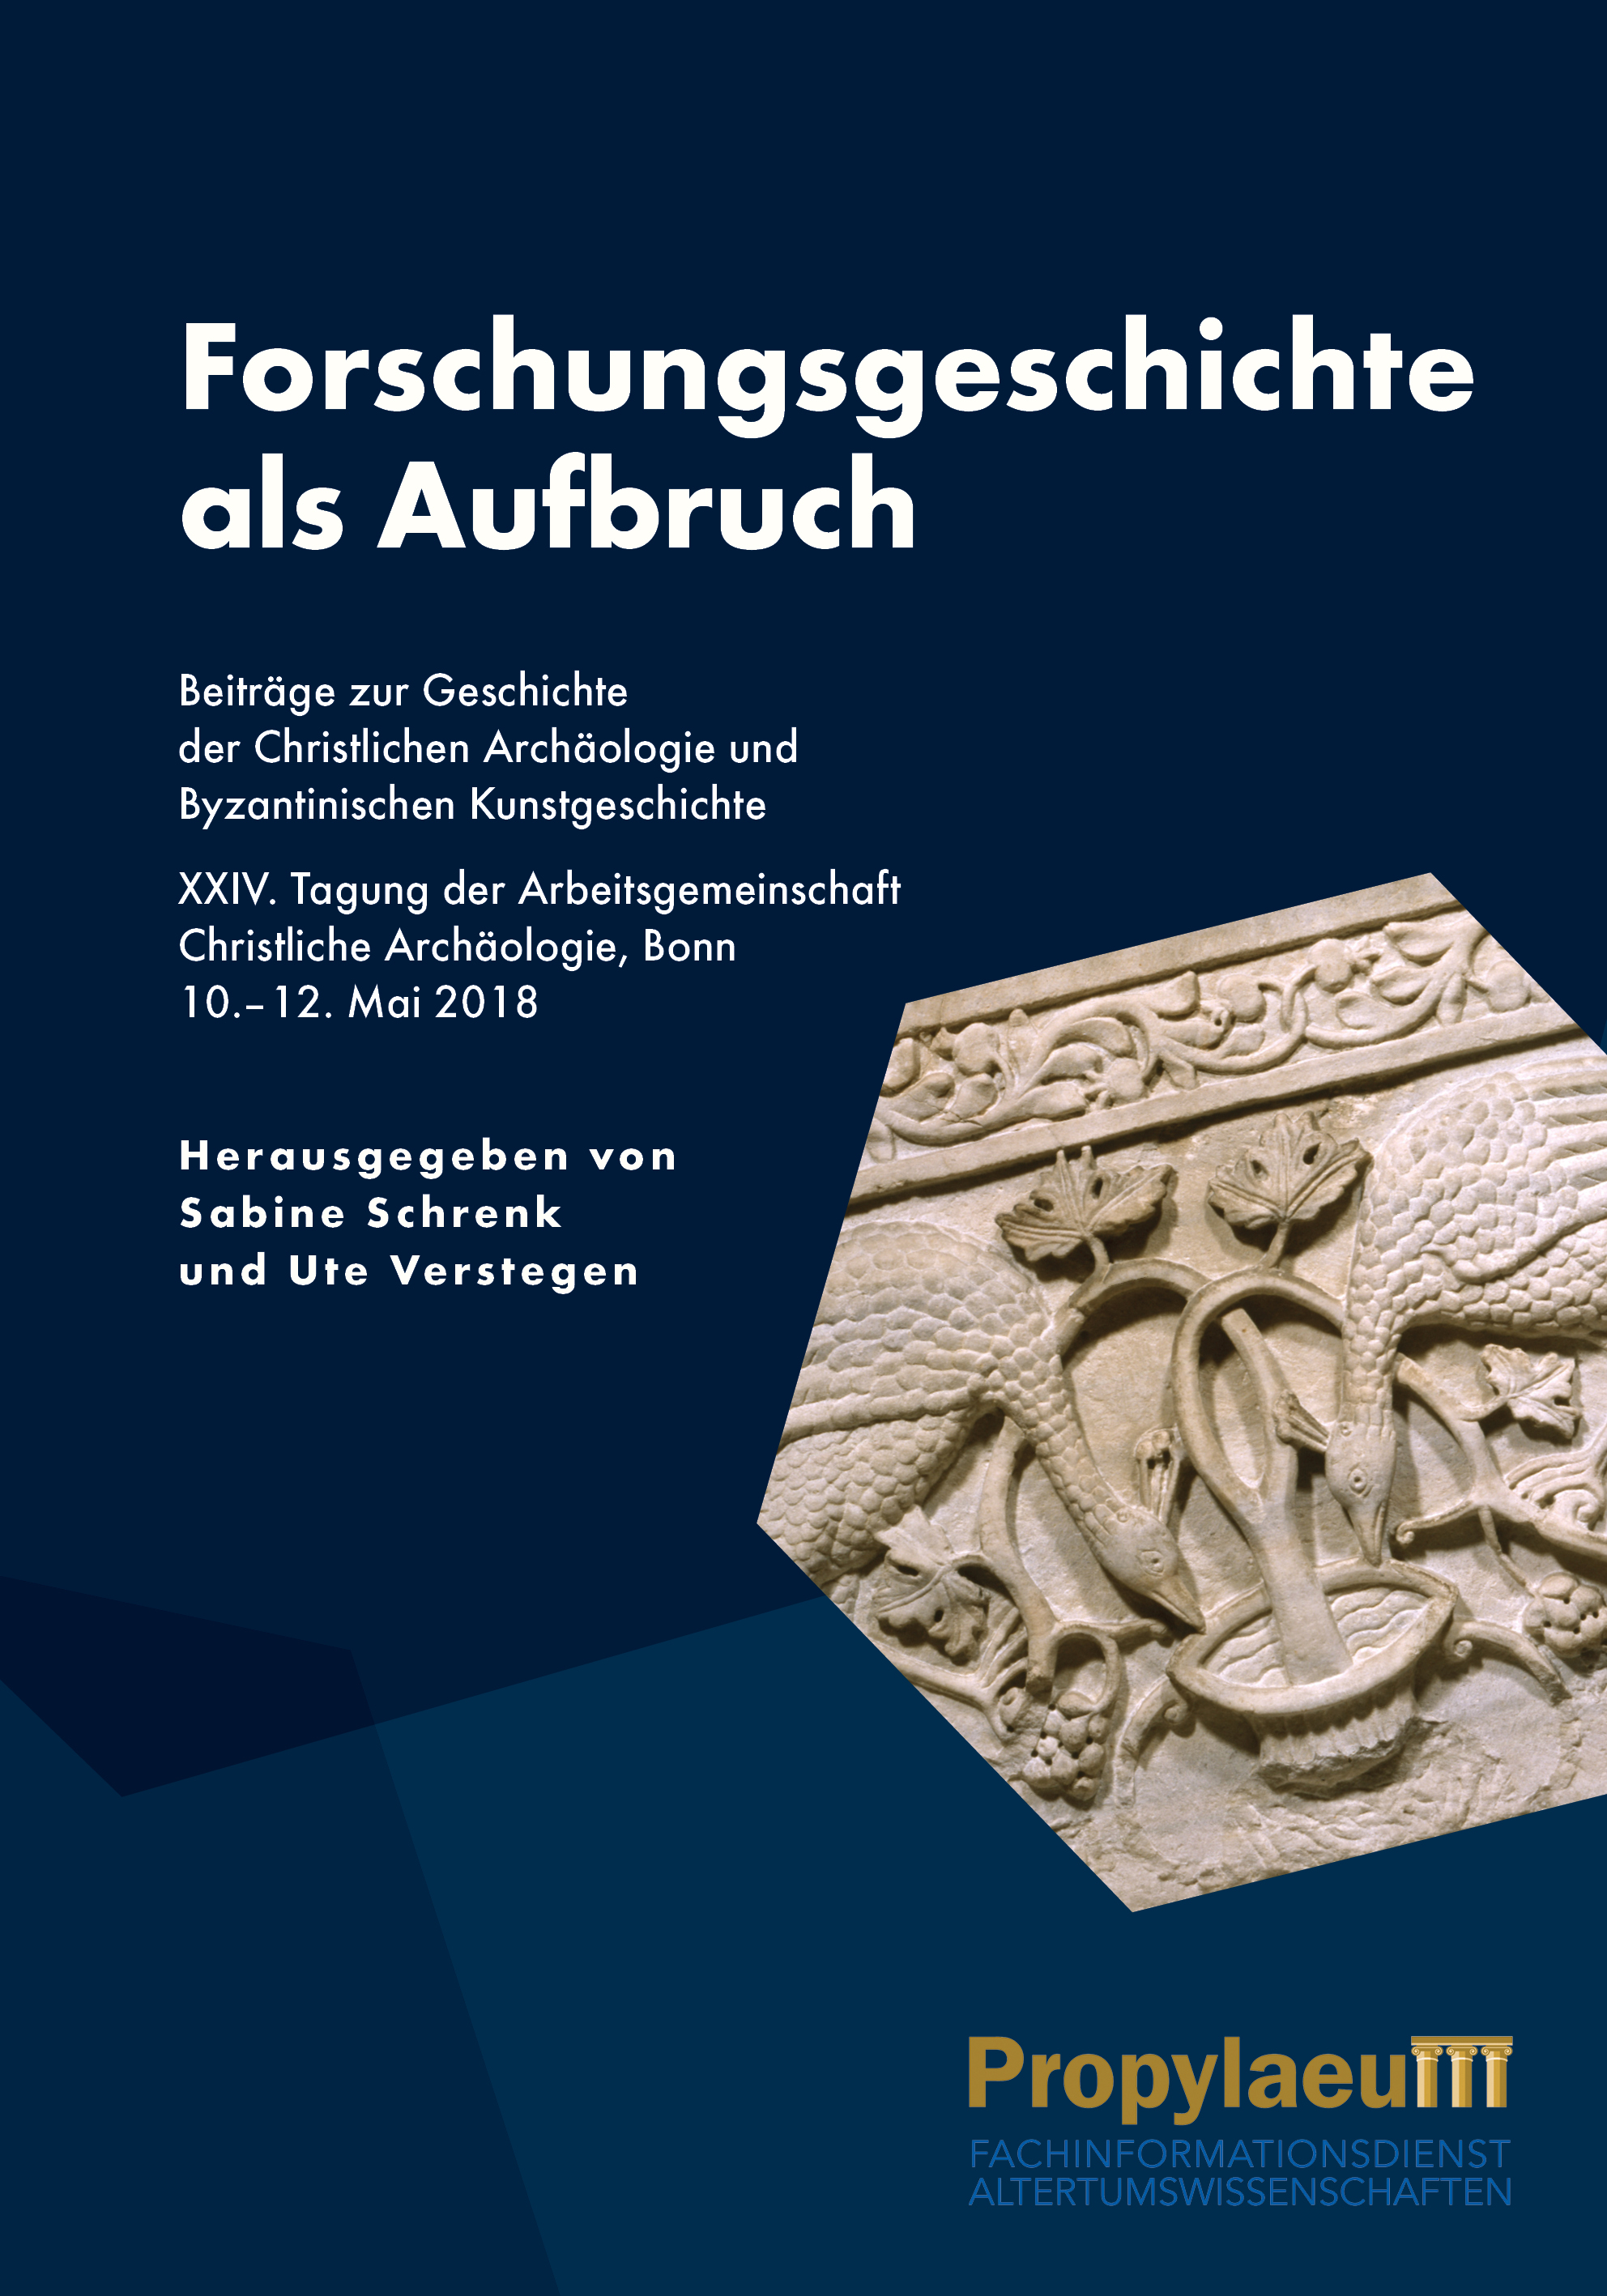 Forschungsgeschichte
als Aufbruch
Beiträge zur Geschichte
der Christlichen Archäologie und
Byzantinischen Kunstgeschichte
XXIV. Tagung der Arbeitsgemeinschaft
Christliche Archäologie, Bonn
10.–12. Mai 2018
Herausgegeben von
Sabine Schrenk
und Ute Verstegen
Propylaeum
FACHINFORMATIONSDIENST
ALTERTUMSWISSENSCHAFTEN